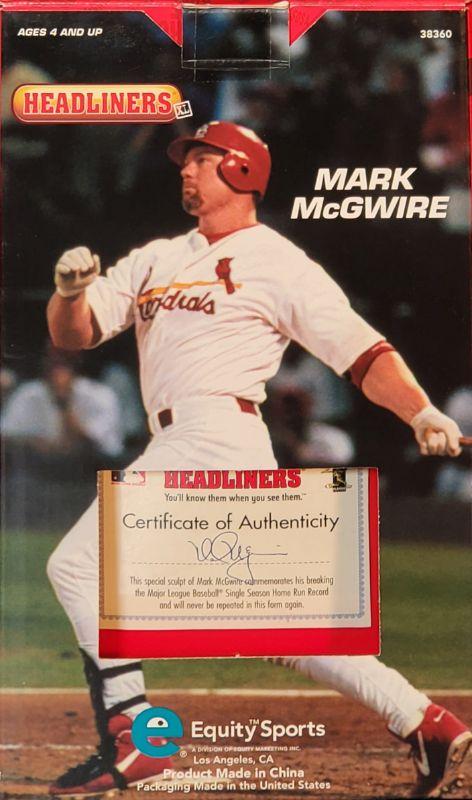 AGES 4 AND UP
38360
HEADLINERS XL
MARK
McGWIRE
Cardinals
HEADLINERS
You'll know them when you see them.™
Certificate of Authenticity
This special sculpt of Mark McGwire commemorates his breaking
the Major League Baseball® Single Season Home Run Record
and will never be repeated in this form again.
e Equity™Sports
®
A DIVISION OF EQUITY MARKETING INC.
Los Angeles, CA
Product Made in China
Packaging Made in the United States